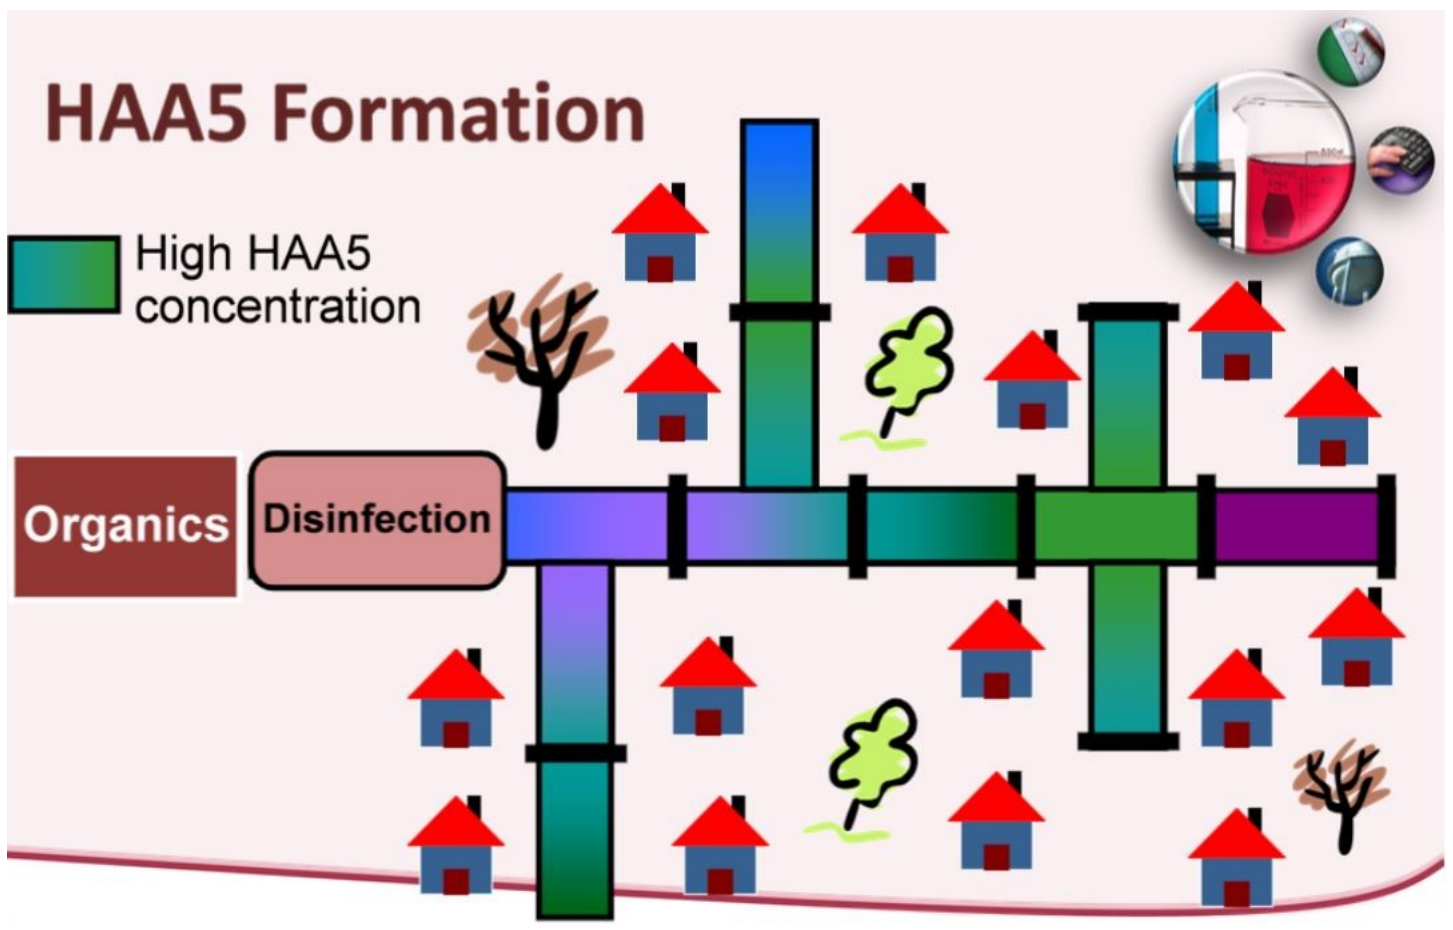 HAA5 Formation
High HAA5
concentration
Organics
Disinfection